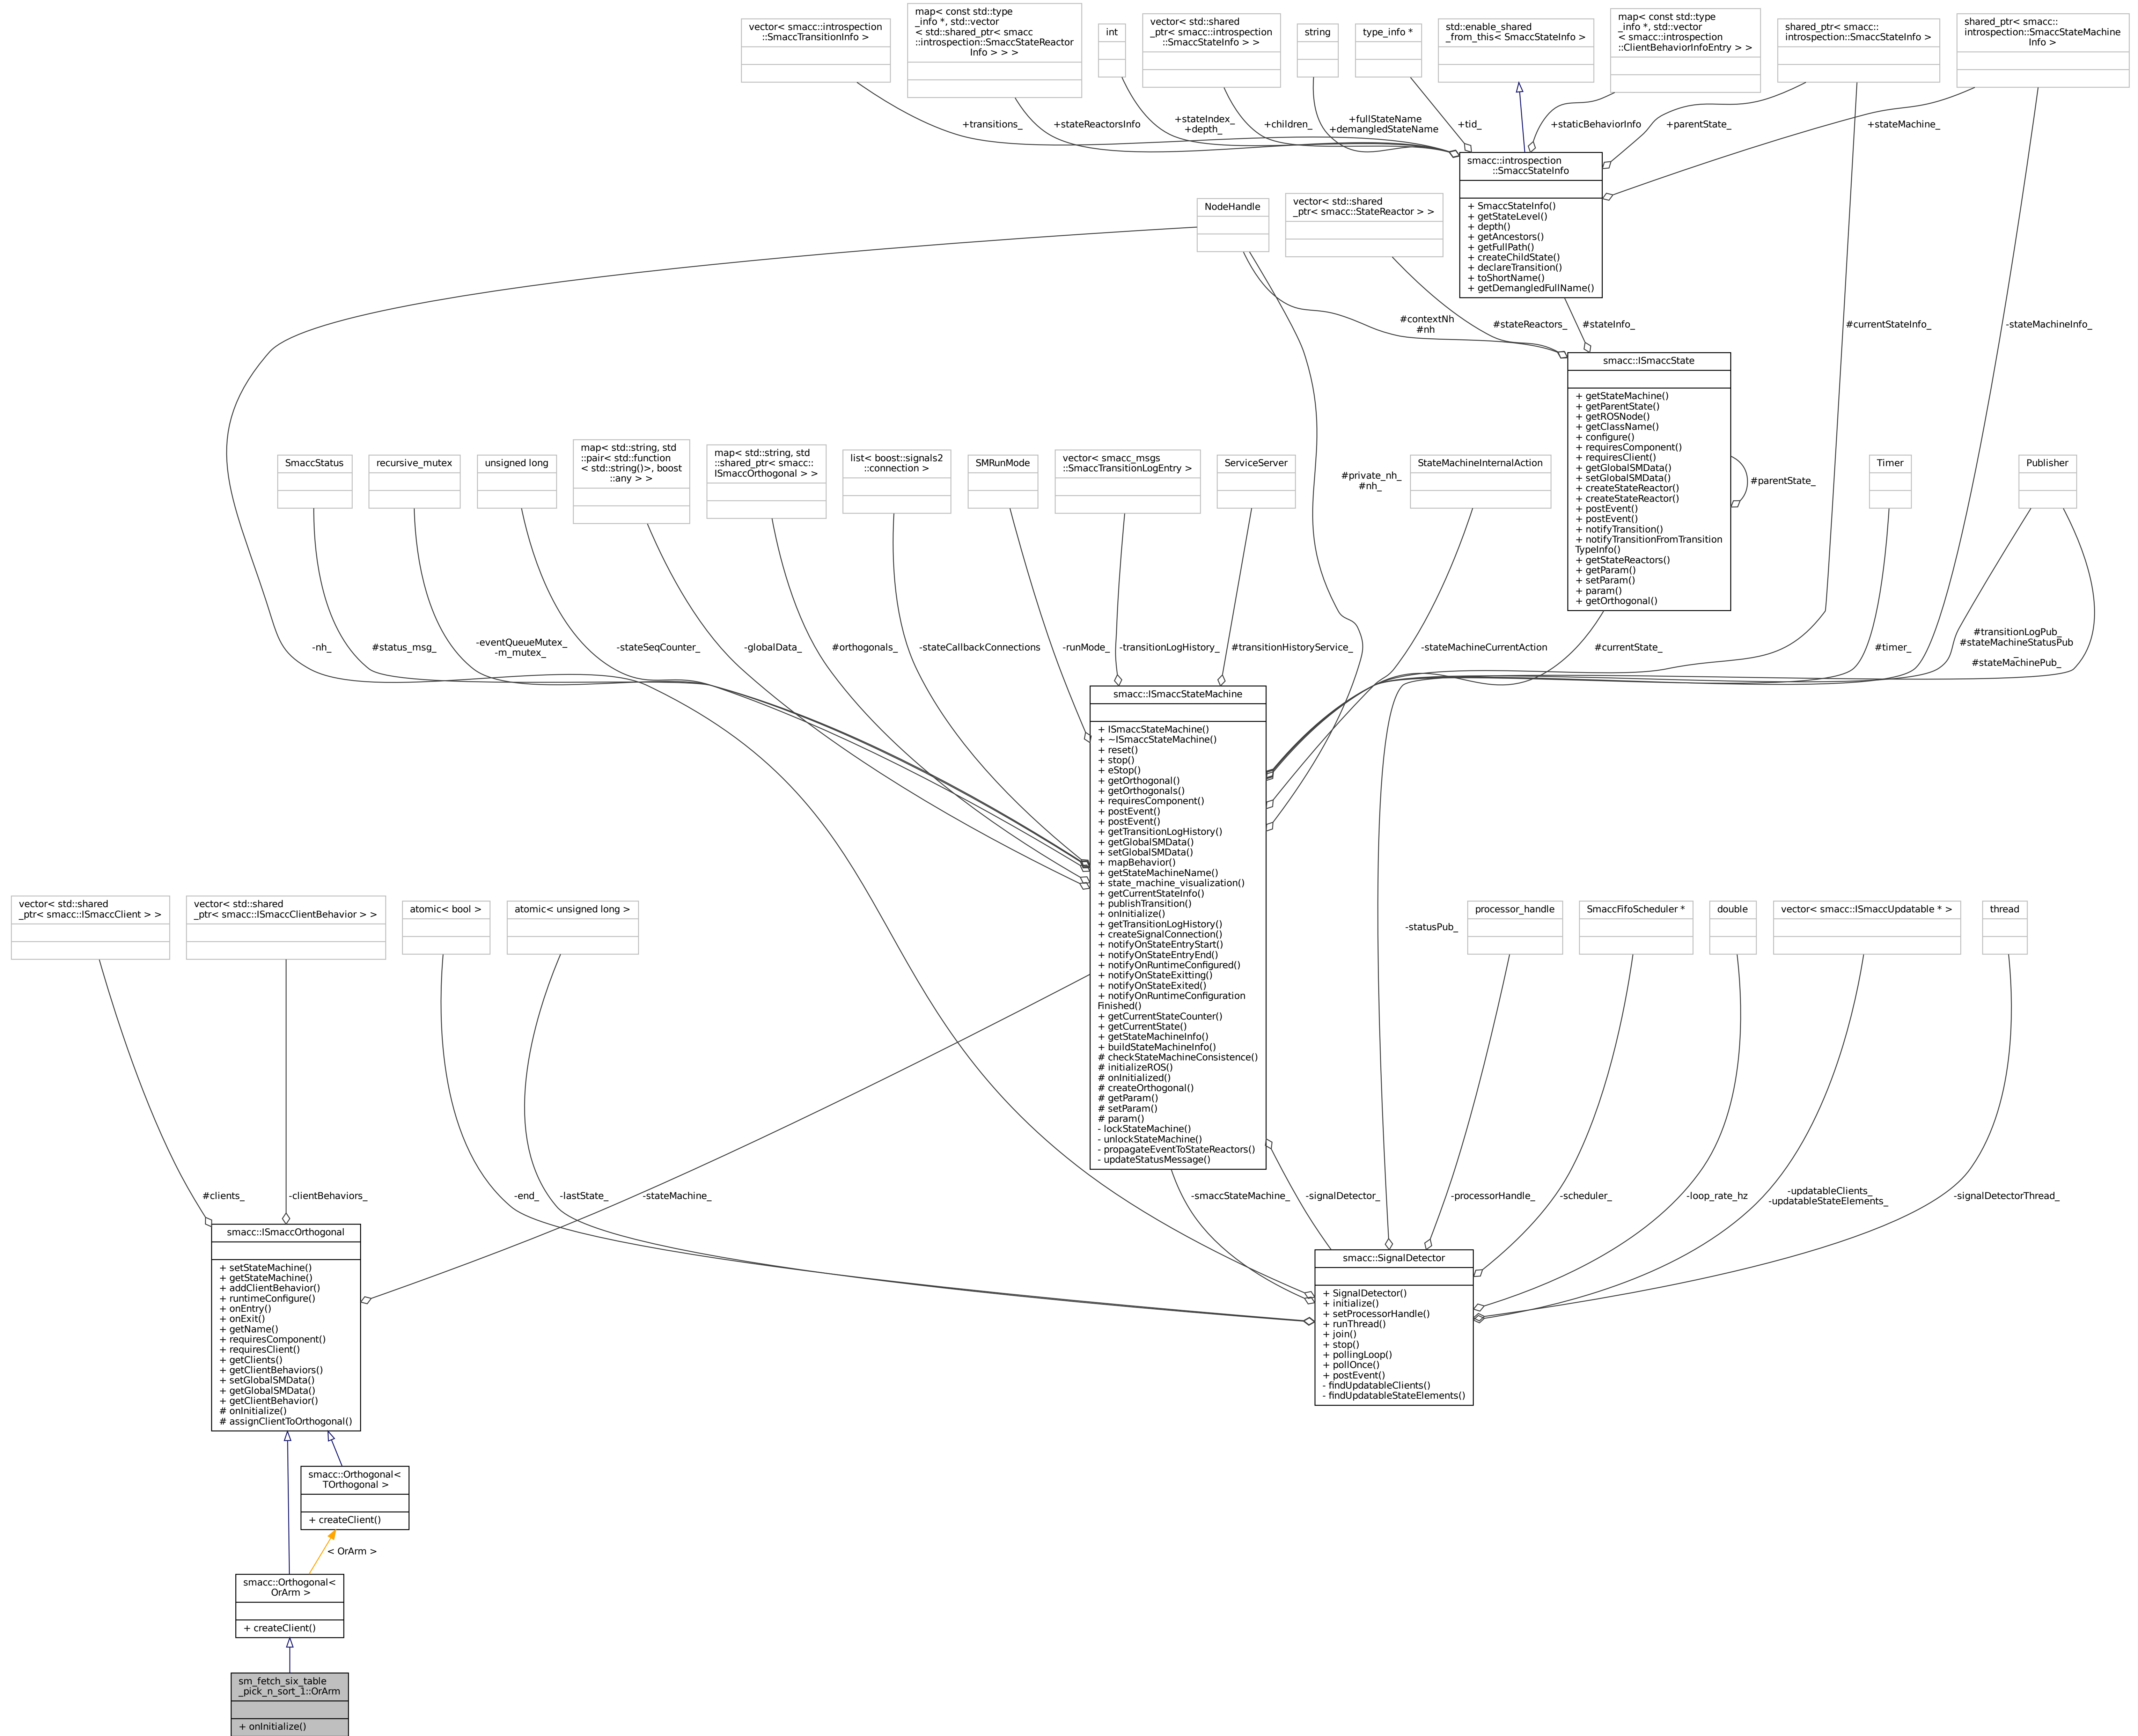 vector< smacc::introspection
::SmaccTransitionInfo >
map< const std::type
_info *, std::vector
< std::shared_ptr< smacc
::introspection::SmaccStateReactor
Info > > >
int
vector< std::shared
_ptr< smacc::introspection
::SmaccStateInfo > >
string
type_info *
std::enable_shared
_from_this< SmaccStateInfo >
map< const std::type
_info *, std::vector
< smacc::introspection
::ClientBehaviorInfoEntry > >
shared_ptr< smacc::
introspection::SmaccStateInfo >
shared_ptr< smacc::
introspection::SmaccStateMachine
Info >
+transitions_
+stateReactorsInfo
+stateIndex_
+depth_
+children_
+fullStateName
+demangledStateName
+tid_
+staticBehaviorInfo
+parentState_
+stateMachine_
smacc::introspection
::SmaccStateInfo
+ SmaccStateInfo()
+ getStateLevel()
+ depth()
+ getAncestors()
+ getFullPath()
+ createChildState()
+ declareTransition()
+ toShortName()
+ getDemangledFullName()
NodeHandle
vector< std::shared
_ptr< smacc::StateReactor > >
#contextNh
#nh
#stateReactors_
#stateInfo_
#currentStateInfo_
-stateMachineInfo_
smacc::ISmaccState
+ getStateMachine()
+ getParentState()
+ getROSNode()
+ getClassName()
+ configure()
+ requiresComponent()
+ requiresClient()
+ getGlobalSMData()
+ setGlobalSMData()
+ createStateReactor()
+ createStateReactor()
+ postEvent()
+ postEvent()
+ notifyTransition()
+ notifyTransitionFromTransition
TypeInfo()
+ getStateReactors()
+ getParam()
+ setParam()
+ param()
+ getOrthogonal()
#parentState_
SmaccStatus
recursive_mutex
unsigned long
map< std::string, std
::pair< std::function
< std::string()>, boost
::any > >
map< std::string, std
::shared_ptr< smacc::
ISmaccOrthogonal > >
list< boost::signals2
::connection >
SMRunMode
vector< smacc_msgs
::SmaccTransitionLogEntry >
ServiceServer
#private_nh_
#nh_
StateMachineInternalAction
Timer
Publisher
-nh_
#status_msg_
-eventQueueMutex_
-m_mutex_
-stateSeqCounter_
-globalData_
#orthogonals_
-stateCallbackConnections
-runMode_
-transitionLogHistory_
#transitionHistoryService_
-stateMachineCurrentAction
#currentState_
#timer_
#transitionLogPub_
#stateMachineStatusPub
_
#stateMachinePub_
smacc::ISmaccStateMachine
+ ISmaccStateMachine()
+ ~ISmaccStateMachine()
+ reset()
+ stop()
+ eStop()
+ getOrthogonal()
+ getOrthogonals()
+ requiresComponent()
+ postEvent()
+ postEvent()
+ getTransitionLogHistory()
+ getGlobalSMData()
+ setGlobalSMData()
+ mapBehavior()
+ getStateMachineName()
+ state_machine_visualization()
+ getCurrentStateInfo()
+ publishTransition()
+ onInitialize()
+ getTransitionLogHistory()
+ createSignalConnection()
+ notifyOnStateEntryStart()
+ notifyOnStateEntryEnd()
+ notifyOnRuntimeConfigured()
+ notifyOnStateExitting()
+ notifyOnStateExited()
+ notifyOnRuntimeConfiguration
Finished()
+ getCurrentStateCounter()
+ getCurrentState()
+ getStateMachineInfo()
+ buildStateMachineInfo()
# checkStateMachineConsistence()
# initializeROS()
# onInitialized()
# createOrthogonal()
# getParam()
# setParam()
# param()
- lockStateMachine()
- unlockStateMachine()
- propagateEventToStateReactors()
- updateStatusMessage()
vector< std::shared
_ptr< smacc::ISmaccClient > >
vector< std::shared
_ptr< smacc::ISmaccClientBehavior > >
atomic< bool >
atomic< unsigned long >
-statusPub_
processor_handle
SmaccFifoScheduler *
double
vector< smacc::ISmaccUpdatable * >
thread
#clients_
-clientBehaviors_
-end_
-lastState_
-stateMachine_
-smaccStateMachine_
-signalDetector_
-processorHandle_
-scheduler_
-loop_rate_hz
-updatableClients_
-updatableStateElements_
-signalDetectorThread_
smacc::ISmaccOrthogonal
+ setStateMachine()
+ getStateMachine()
+ addClientBehavior()
+ runtimeConfigure()
+ onEntry()
+ onExit()
+ getName()
+ requiresComponent()
+ requiresClient()
+ getClients()
+ getClientBehaviors()
+ setGlobalSMData()
+ getGlobalSMData()
+ getClientBehavior()
# onInitialize()
# assignClientToOrthogonal()
smacc::SignalDetector
+ SignalDetector()
+ initialize()
+ setProcessorHandle()
+ runThread()
+ join()
+ stop()
+ pollingLoop()
+ pollOnce()
+ postEvent()
- findUpdatableClients()
- findUpdatableStateElements()
smacc::Orthogonal<
TOrthogonal >
+ createClient()
< OrArm >
smacc::Orthogonal<
OrArm >
+ createClient()
sm_fetch_six_table
_pick_n_sort_1::OrArm
+ onInitialize()